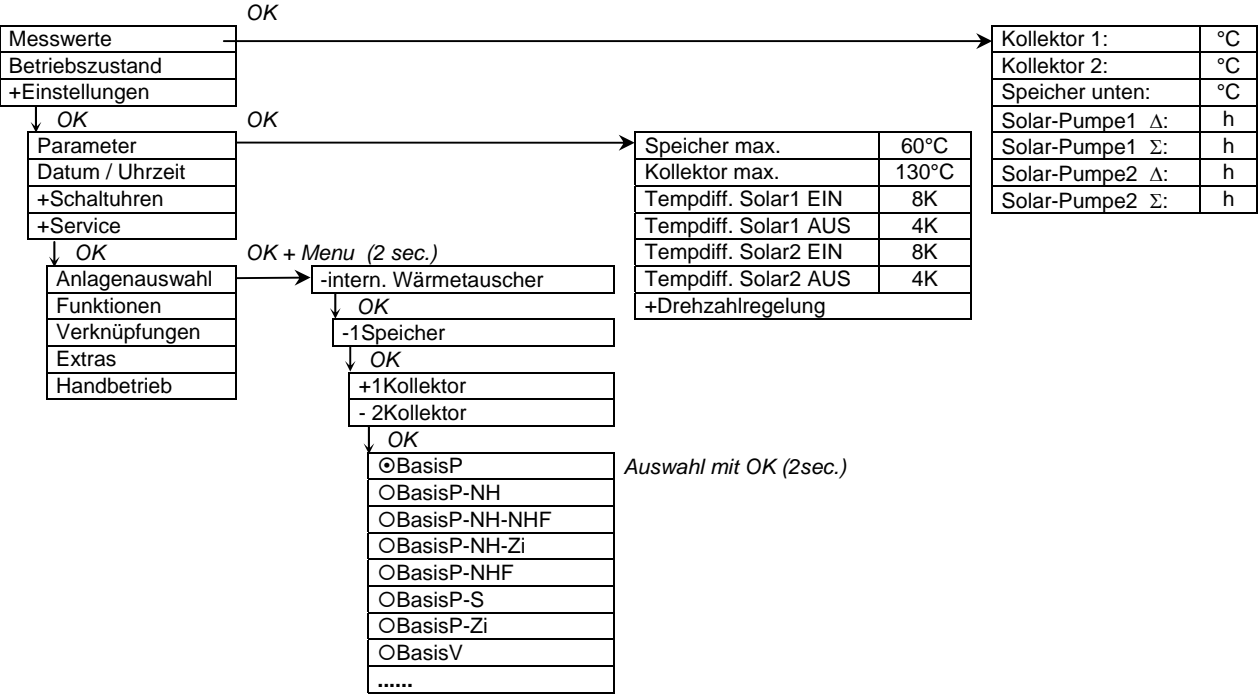 OK
Messwerte
Betriebszustand
+Einstellungen
Kollektor 1: °C
Kollektor 2: °C
Speicher unten: °C
Solar-Pumpe1 Δ: h
Solar-Pumpe1 Σ: h
Solar-Pumpe2 Δ: h
Solar-Pumpe2 Σ: h
OK
OK
Parameter
Datum / Uhrzeit
+Schaltuhren
+Service
Speicher max. 60°C
Kollektor max. 130°C
Tempdiff. Solar1 EIN 8K
Tempdiff. Solar1 AUS 4K
Tempdiff. Solar2 EIN 8K
Tempdiff. Solar2 AUS 4K
+Drehzahlregelung
OK
OK + Menu (2 sec.)
Anlagenauswahl
Funktionen
Verknüpfungen
Extras
Handbetrieb
-intern. Wärmetauscher
OK
-1Speicher
OK
+1Kollektor
- 2Kollektor
OK
⊙BasisP
Auswahl mit OK (2sec.)
○BasisP-NH
○BasisP-NH-NHF
○BasisP-NH-Zi
○BasisP-NHF
○BasisP-S
○BasisP-Zi
○BasisV
......